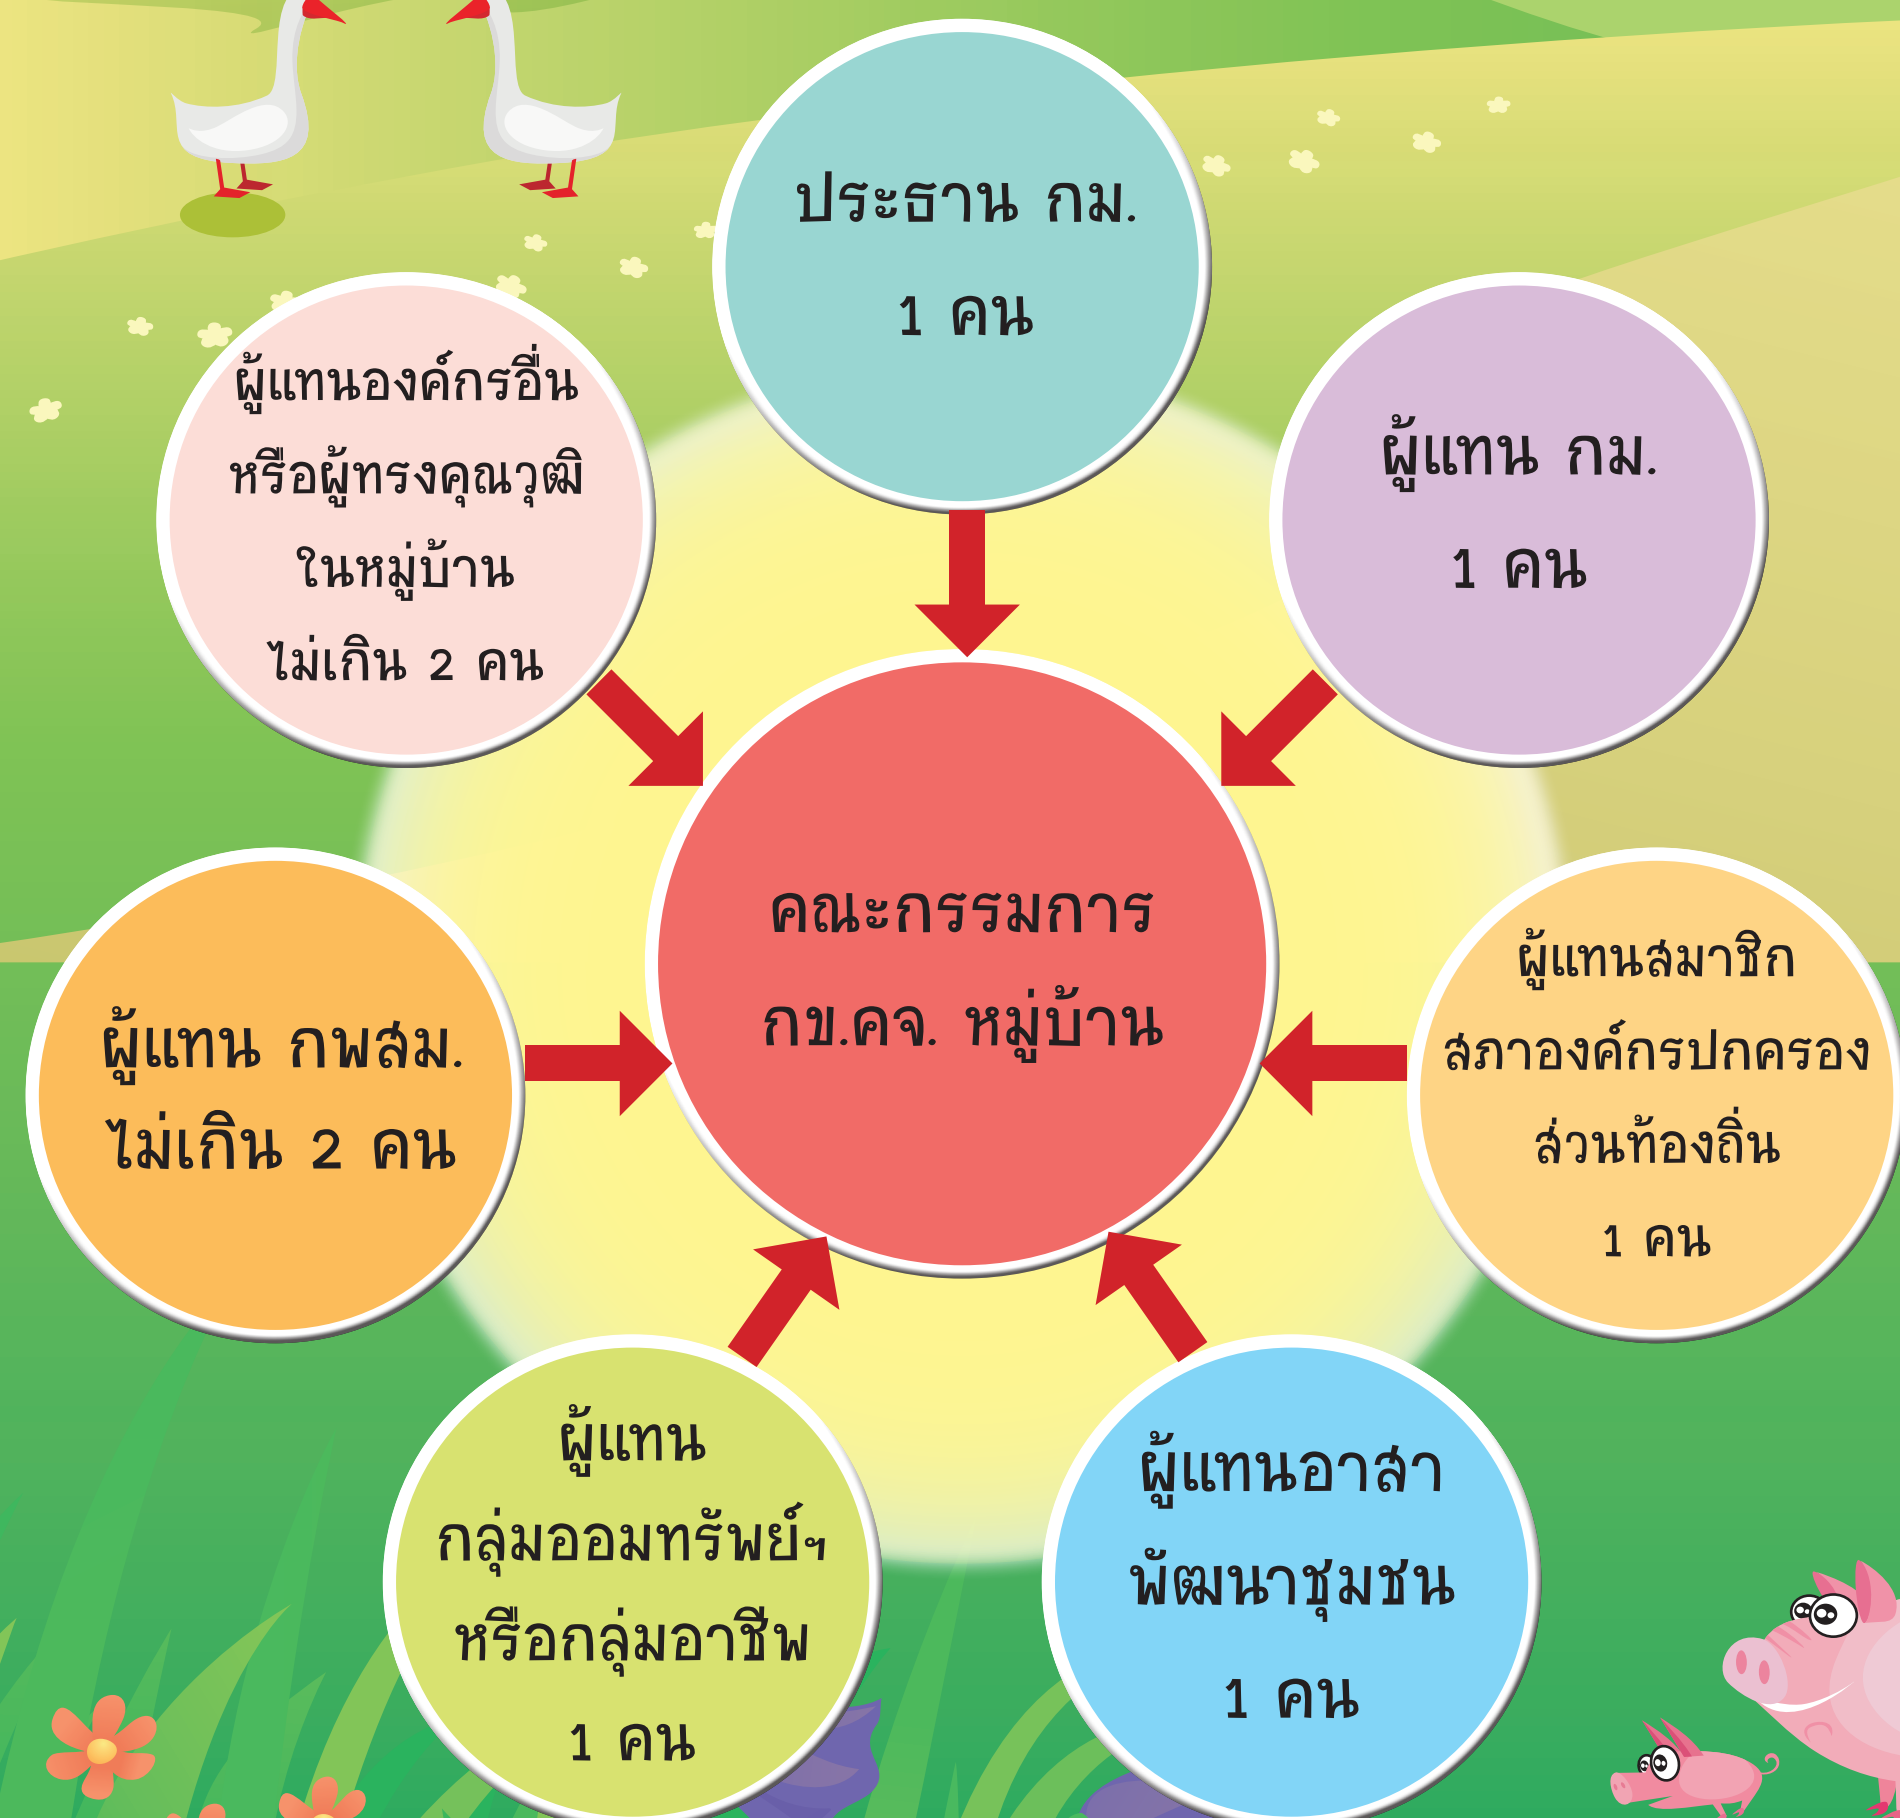 ประธาน กม.
1 คน
ผู้แทน กม.
1 คน
ผู้แทนสมาชิก
สภาองค์กรปกครอง
ส่วนท้องถิ่น
1 คน
ผู้แทนอาสา
พัฒนาชุมชน
1 คน
ผู้แทน
กลุ่มออมทรัพย์ฯ
หรือกลุ่มอาชีพ
1 คน
ผู้แทน กพสม.
ไม่เกิน 2 คน
ผู้แทนองค์กรอื่น
หรือผู้ทรงคุณวุฒิ
ในหมู่บ้าน
ไม่เกิน 2 คน
คณะกรรมการ
กข.คจ. หมู่บ้าน